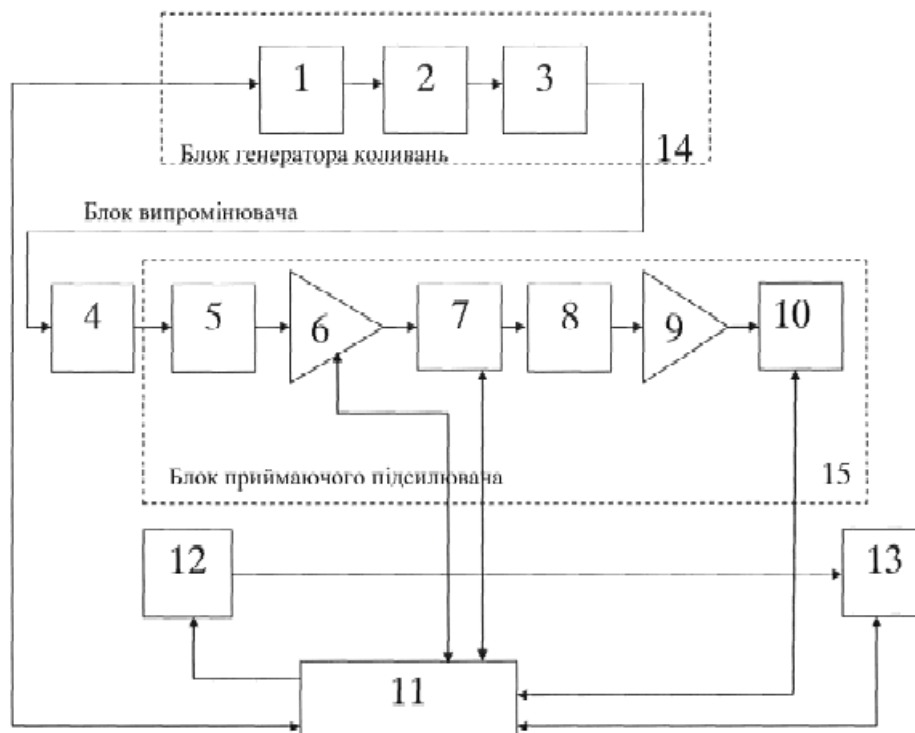 1 2 3
Блок генератора коливань 14
Блок випромінювача
4 5 6 7 8 9 10
Блок приймаючого підсилювача 15
12 13
11